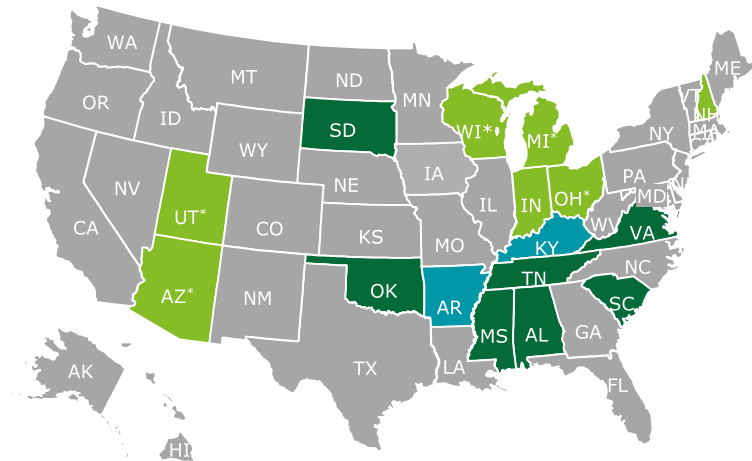 WA
ME
MT
ND
VT
MN
OR
NH
ID
SD
WI*
MI*
NY
MA
WY
IA
PA
NE
NV
IL
IN
OH*
MD
UT*
WV
CA
CO
KS
MO
VA
KY
NC
AZ*
NM
OK
TN
AR
SC
MS
AL
GA
TX
LA
AK
FL
HI